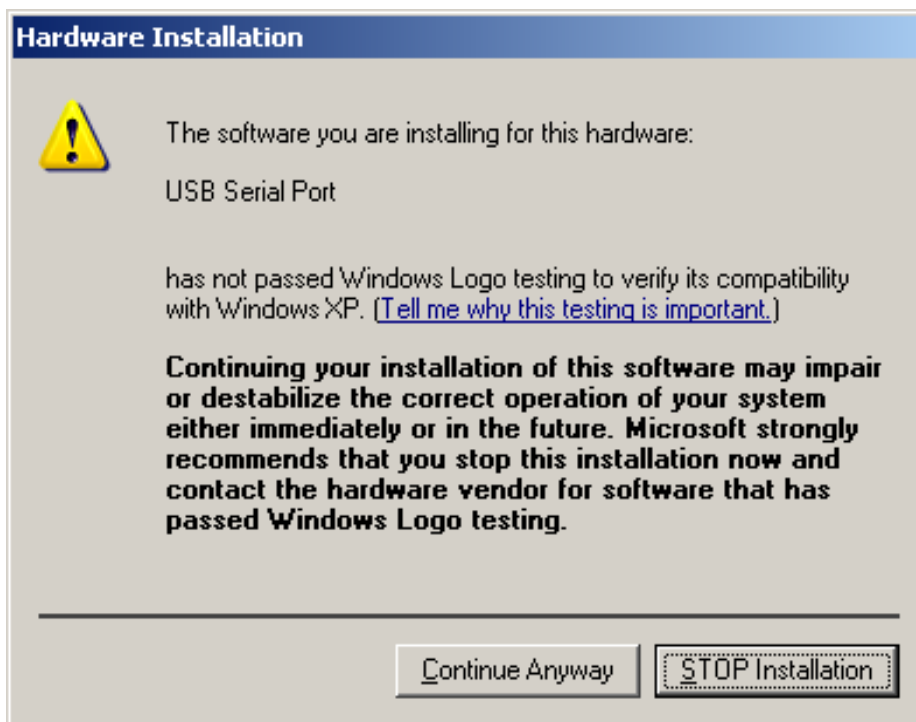 Hardware Installation
The software you are installing for this hardware:
USB Serial Port
has not passed Windows Logo testing to verify its compatibility
with Windows XP. (Tell me why this testing is important.)
Continuing your installation of this software may impair
or destabilize the correct operation of your system
either immediately or in the future. Microsoft strongly
recommends that you stop this installation now and
contact the hardware vendor for software that has
passed Windows Logo testing.
Continue Anyway
STOP Installation